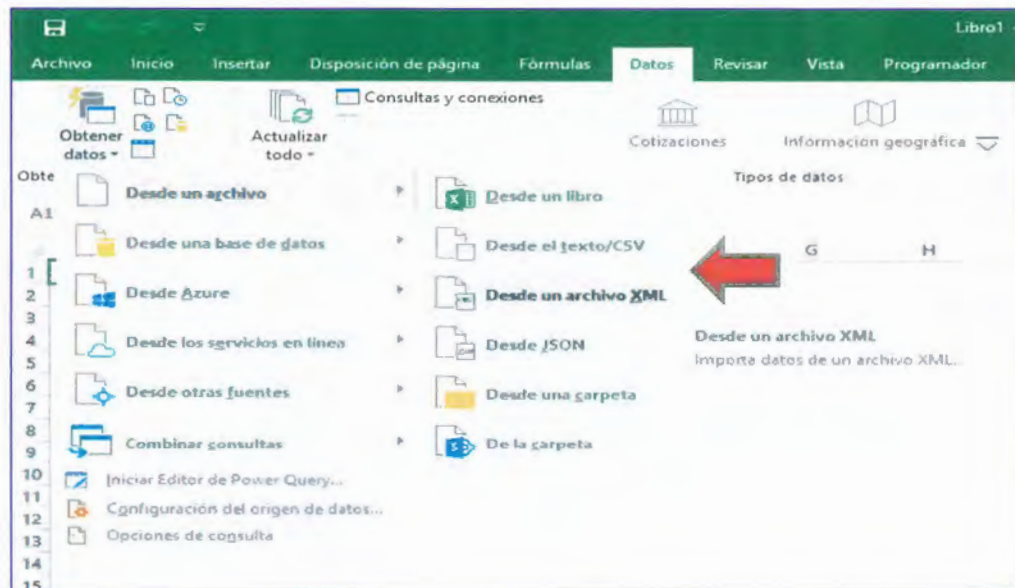 Libro1 -
Archivo Inicio Insertar Disposición de página Fórmulas Datos Revisar Vista Programador
Consultas y conexiones
Obtener datos
Actualizar todo
Cotizaciones
Información geográfica
Obte
Tipos de datos
A1
G H
Desde un archivo
Desde una base de datos
Desde Azure
Desde los servicios en línea
Desde otras fuentes
Combinar consultas
Iniciar Editor de Power Query...
Configuración del origen de datos...
Opciones de consulta
Desde un libro
Desde el texto/CSV
Desde un archivo XML
Desde JSON
Desde una carpeta
De la carpeta
Desde un archivo XML
Importa datos de un archivo XML.
1
2
3
4
5
6
7
8
9
10
11
12
13
14
15